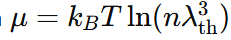 μ = k_B T ln(nλ_th^3)